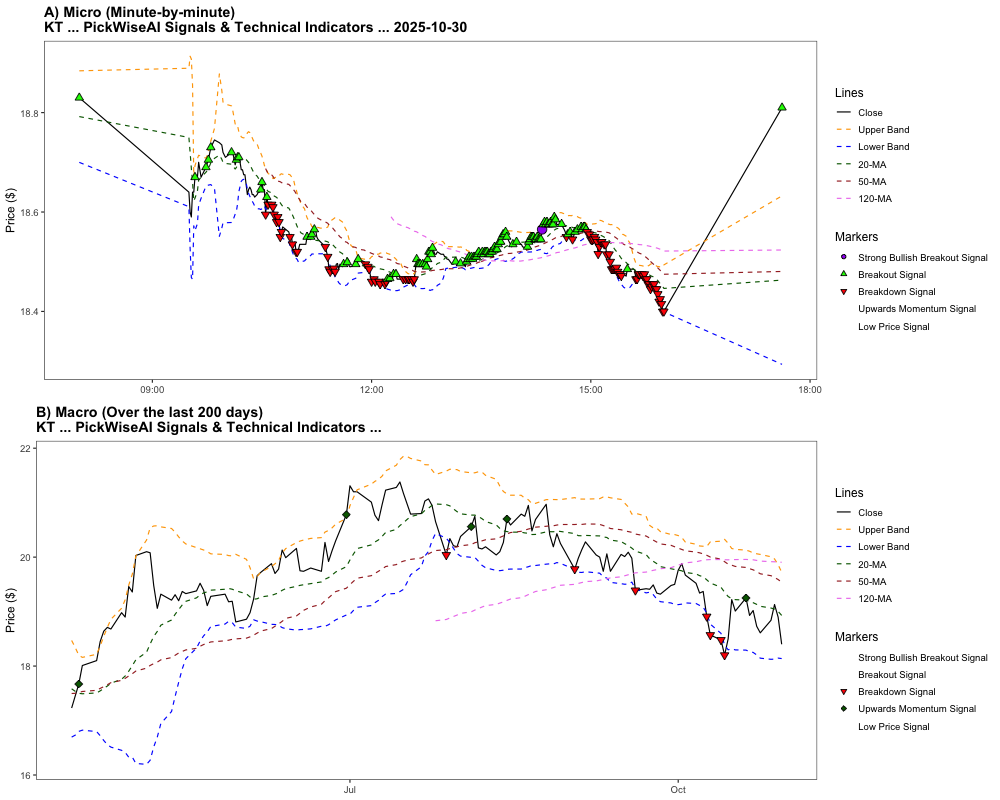 A) Micro (Minute-by-minute)
KT ... PickWiseAI Signals & Technical Indicators ... 2025-10-30
Price ($)
18.8
18.6
18.4
09:00
12:00
15:00
18:00
Lines
Close
Upper Band
Lower Band
20-MA
50-MA
120-MA
Markers
Strong Bullish Breakout Signal
Breakout Signal
Breakdown Signal
Upwards Momentum Signal
Low Price Signal
B) Macro (Over the last 200 days)
KT ... PickWiseAI Signals & Technical Indicators ...
Price ($)
22
20
18
16
Jul
Oct
Lines
Close
Upper Band
Lower Band
20-MA
50-MA
120-MA
Markers
Strong Bullish Breakout Signal
Breakout Signal
Breakdown Signal
Upwards Momentum Signal
Low Price Signal